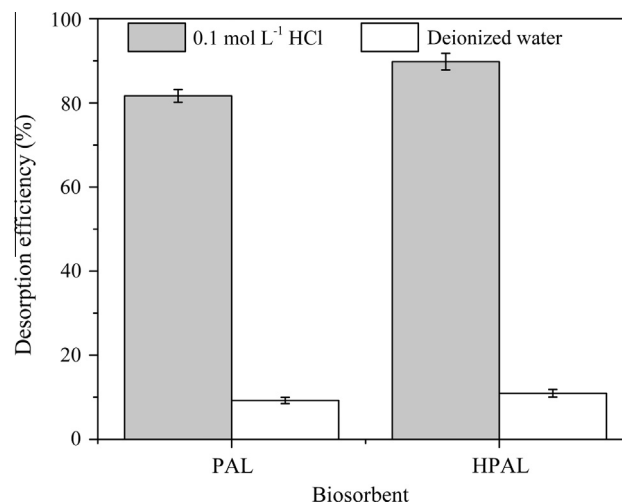 100
80
60
40
20
0
Desorption efficiency (%)
0.1 mol L⁻¹ HCl
Deionized water
PAL
HPAL
Biosorbent